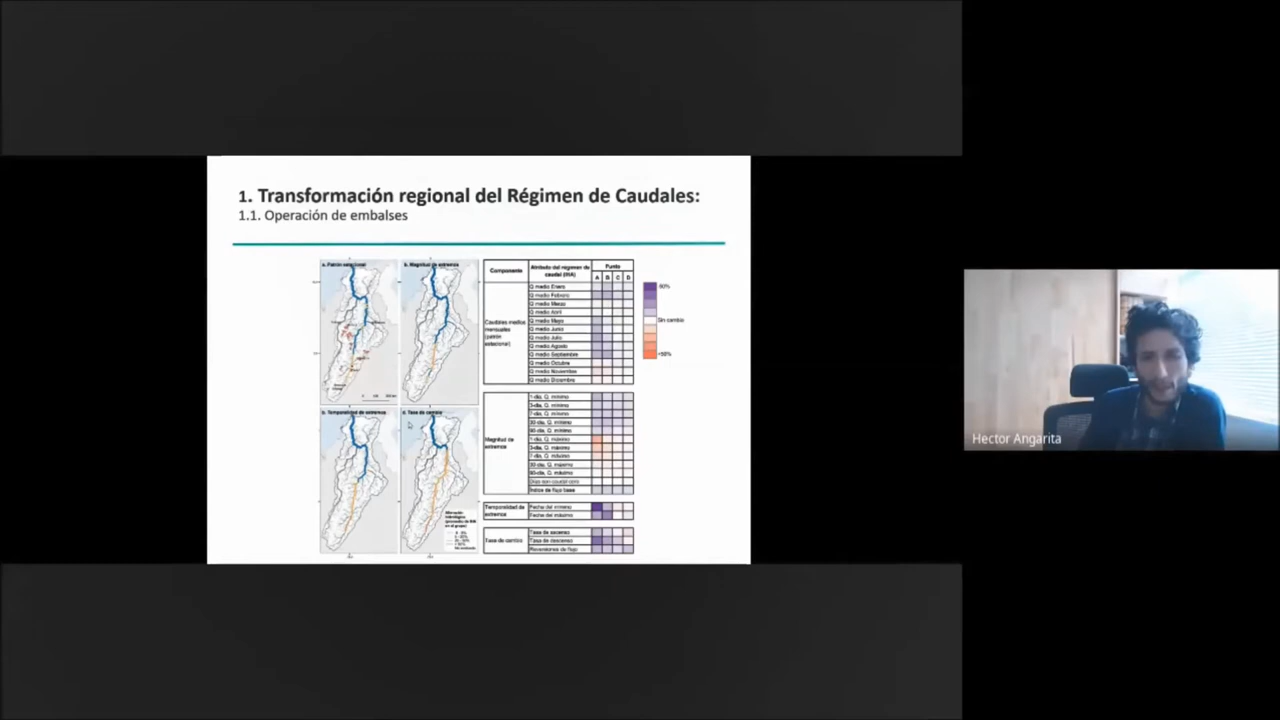 1. Transformación regional del Régimen de Caudales:
1.1. Operación de embalses
a. Patrón estacional
b. Magnitud de extremos
b. Temporalidad de extremos
c. Tasa de cambio
Componente
Atributo del régimen de
caudal (IHA)
Punto
A B C D
Caudales medios
mensuales
(patrón
estacional)
Q medio Enero
Q medio Febrero
Q medio Marzo
Q medio Abril
Q medio Mayo
Q medio Junio
Q medio Julio
Q medio Agosto
Q medio Septiembre
Q medio Octubre
Q medio Noviembre
Q medio Diciembre
Magnitud de
extremos
1-día, Q. mínimo
3-día, Q. mínimo
7-día, Q. mínimo
30-día, Q. mínimo
90-día, Q. mínimo
1-día, Q. máximo
3-día, Q. máximo
7-día, Q. máximo
30-día, Q. máximo
90-día, Q. máximo
Días con caudal cero
Índice de flujo base
Temporalidad de
extremos
Fecha del mínimo
Fecha del máximo
Tasa de cambio
Tasa de ascenso
Tasa de descenso
Reversiones de flujo
Sin cambio
Hector Angarita